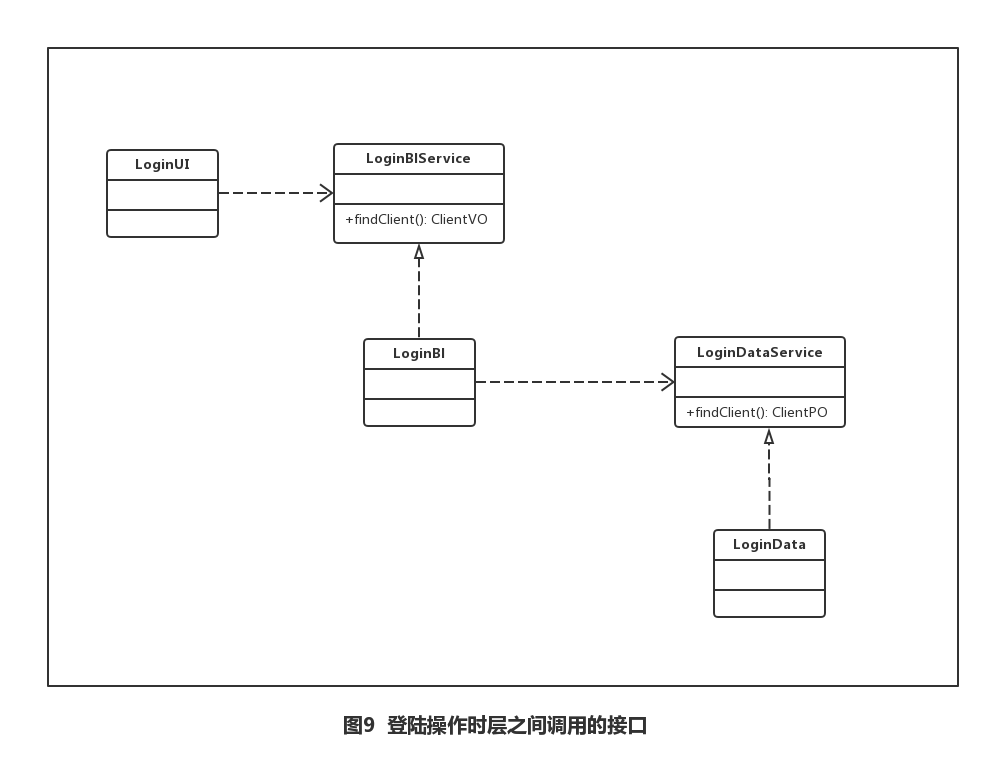 LoginUI
LoginBlService
+findClient(): ClientVO
LoginBl
LoginDataService
+findClient(): ClientPO
LoginData
图9 登陆操作时层之间调用的接口